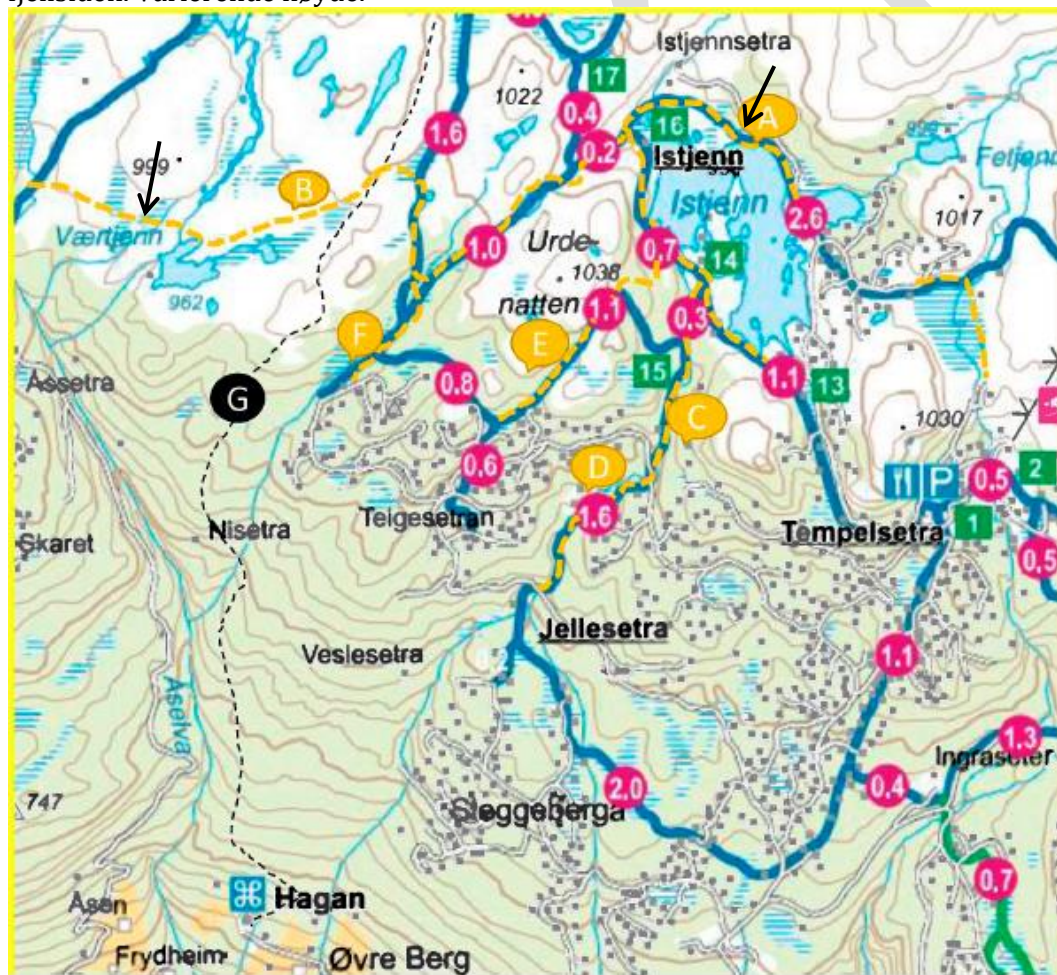 1022
Istjennsetra
17
0.4
A
16
1.6
0.2
Istjenn
999
B
Istjenn
Værtjenn
2.6
1017
1.0
Urde-
0.7
14
1038
962
natten
1.1
0.3
F
E
Åssetra
15
1.1
13
0.8
G
C
1030
0.6
D
P
0.5
2
Teigesetran
1.6
1
Skaret
Nisetra
Tempelsetra
0.5
Jellesetra
Veslesetra
1.1
Åselva
1.3
Ingraseter
747
2.0
0.4
Sleggeberga
0.7
Hagan
Åsen
Frydheim
Øvre Berg